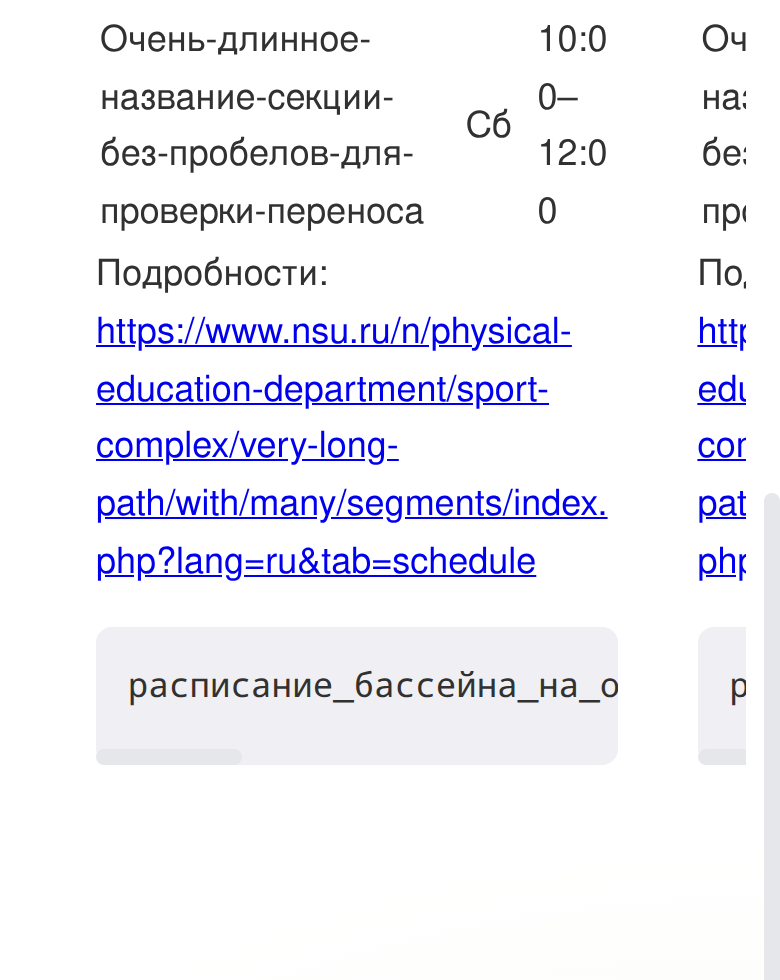 Очень-длинное-
название-секции-
без-пробелов-для-
проверки-переноса
Сб
10:0
0–
12:0
0
Подробности:
https://www.nsu.ru/n/physical-
education-department/sport-
complex/very-long-
path/with/many/segments/index.
php?lang=ru&tab=schedule
расписание_бассейна_на_о